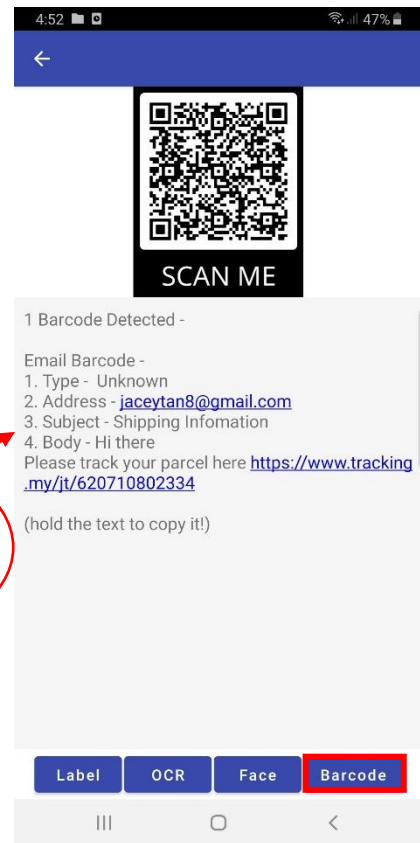 4:52 47%
SCAN ME
1 Barcode Detected -
Email Barcode -
1. Type - Unknown
2. Address - jaceytan8@gmail.com
3. Subject - Shipping Infomation
4. Body - Hi there
Please track your parcel here https://www.tracking
.my/jt/620710802334
(hold the text to copy it!)
Label OCR Face Barcode